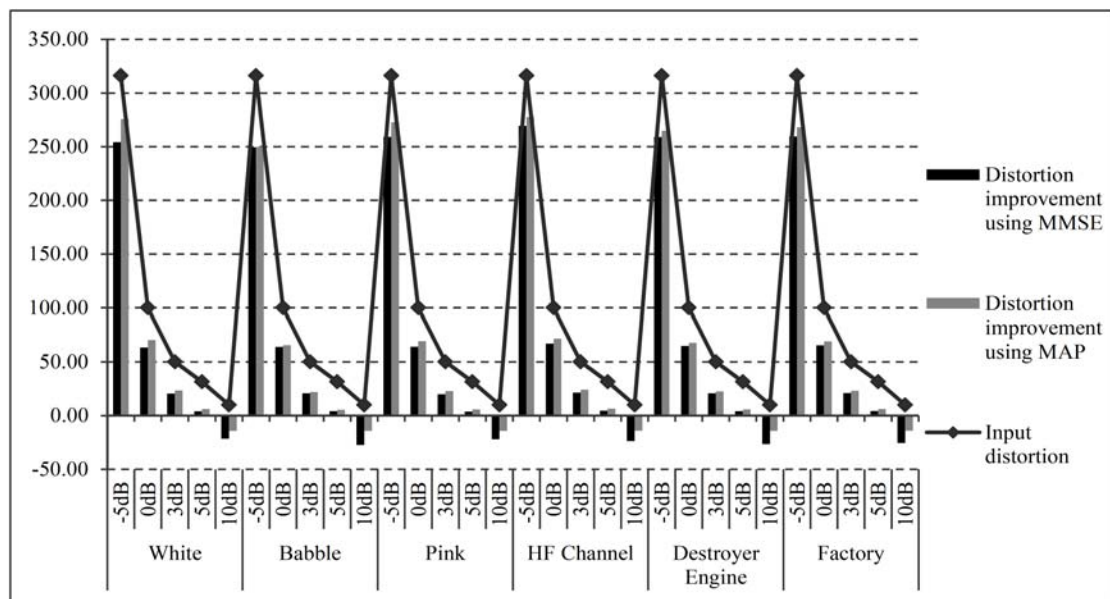 350.00
300.00
250.00
200.00
150.00
100.00
50.00
0.00
-50.00
-5dB 0dB 3dB 5dB 10dB -5dB 0dB 3dB 5dB 10dB -5dB 0dB 3dB 5dB 10dB -5dB 0dB 3dB 5dB 10dB -5dB 0dB 3dB 5dB 10dB -5dB 0dB 3dB 5dB 10dB
White Babble Pink HF Channel Destroyer Factory
Engine
Distortion
improvement
using MMSE
Distortion
improvement
using MAP
Input
distortion